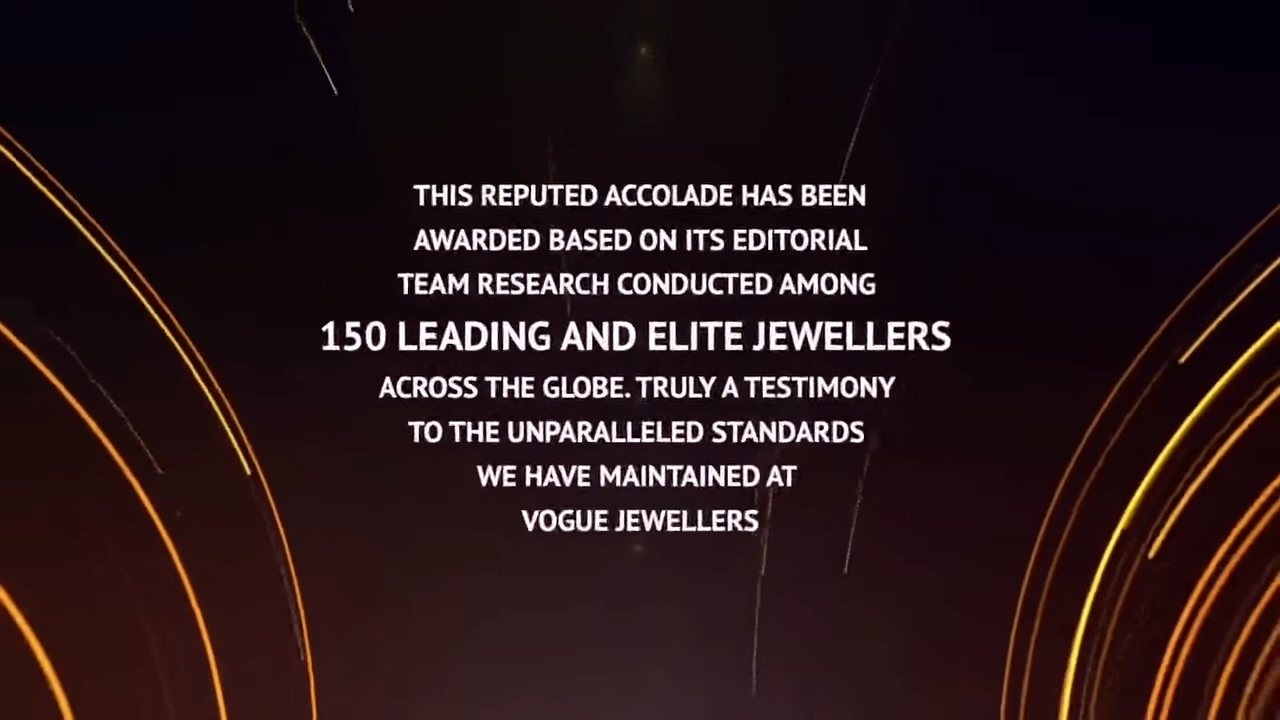 THIS REPUTED ACCOLADE HAS BEEN
AWARDED BASED ON ITS EDITORIAL
TEAM RESEARCH CONDUCTED AMONG
150 LEADING AND ELITE JEWELLERS
ACROSS THE GLOBE. TRULY A TESTIMONY
TO THE UNPARALLELED STANDARDS
WE HAVE MAINTAINED AT
VOGUE JEWELLERS